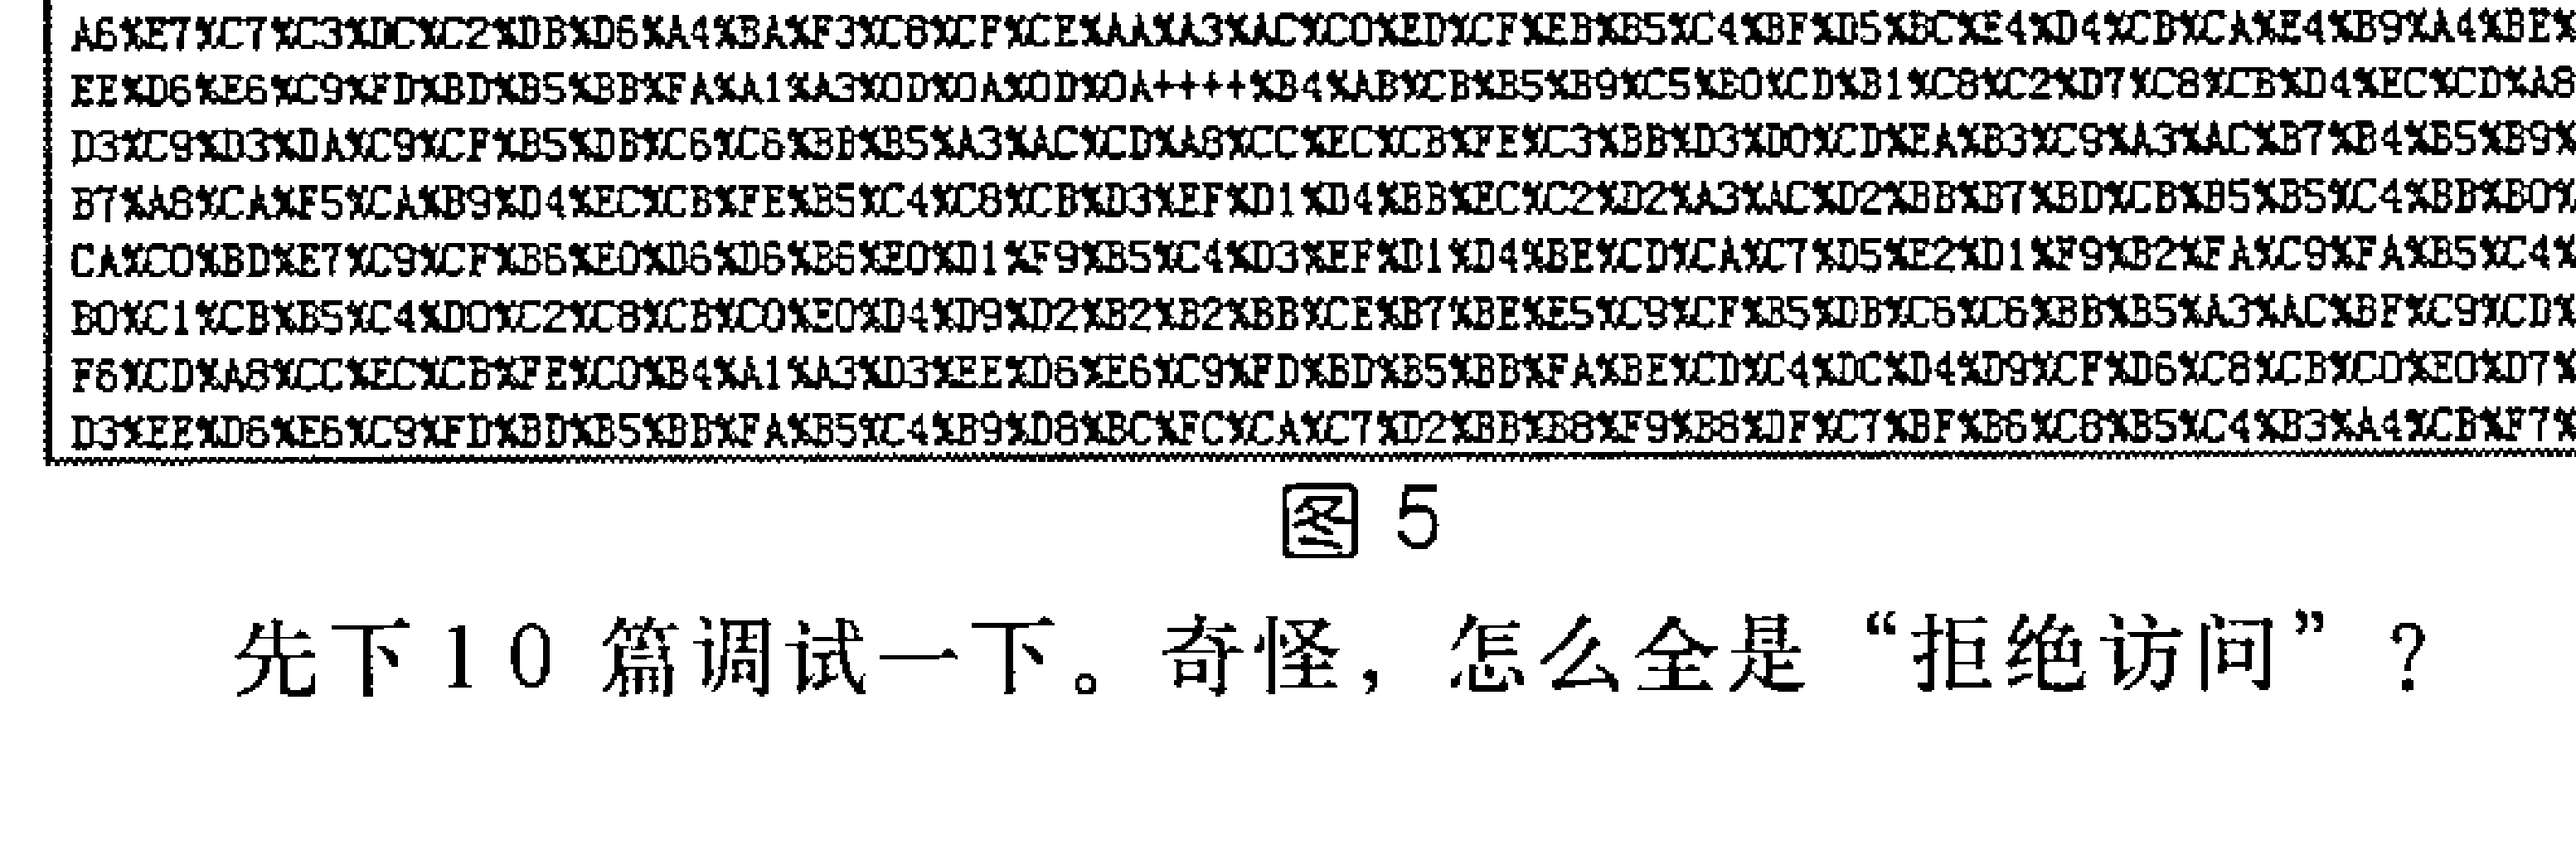 A6%E7%C7%C3%DC%C2%DB%D6%A4%BA%F3%C8%CF%CE%AA%A3%AC%C0%ED%CF%EB%B5%C4%BF%D5%BC%E4%D4%CB%CA%E4%B9%A4%BE%
EE%D6%E6%C9%FD%BD%B5%BB%FA%A1%A3%0D%0A%0D%0A++++%B4%AB%CB%B5%B9%C5%E0%CD%B1%C8%C2%D7%C8%CB%D4%EC%CD%A8
D3%C9%D3%DA%C9%CF%B5%DB%C6%C6%BB%B5%A3%AC%CD%A8%CC%EC%CB%FE%C3%BB%D3%D0%CD%EA%B3%C9%A3%AC%B7%B4%B5%B9%
B7%A8%CA%F5%CA%B9%D4%EC%CB%FE%B5%C4%C8%CB%D3%EF%D1%D4%BB%EC%C2%D2%A3%AC%D2%BB%B7%BD%CB%B5%B5%C4%BB%B0%
CA%C0%BD%E7%C9%CF%B6%E0%D6%D6%B6%E0%D1%F9%B5%C4%D3%EF%D1%D4%BE%CD%CA%C7%D5%E2%D1%F9%B2%FA%C9%FA%B5%C4%
B0%C1%CB%B5%C4%D0%C2%C8%CB%C0%E0%D4%D9%D2%B2%B2%BB%CE%B7%BE%E5%C9%CF%B5%DB%C6%C6%BB%B5%A3%AC%BF%C9%CD%
F6%CD%A8%CC%EC%CB%FE%C0%B4%A1%A3%D3%EE%D6%E6%C9%FD%BD%B5%BB%FA%BE%CD%C4%DC%D4%D9%CF%D6%C8%CB%C0%E0%D7%
D3%EE%D6%E6%C9%FD%BD%B5%BB%FA%B5%C4%B9%D8%BC%FC%CA%C7%D2%BB%B8%F9%B8%DF%C7%BF%B6%C8%B5%C4%B3%A4%CB%F7%
图 5
先下10 篇调试一下。奇怪，怎么全是“拒绝访问”？